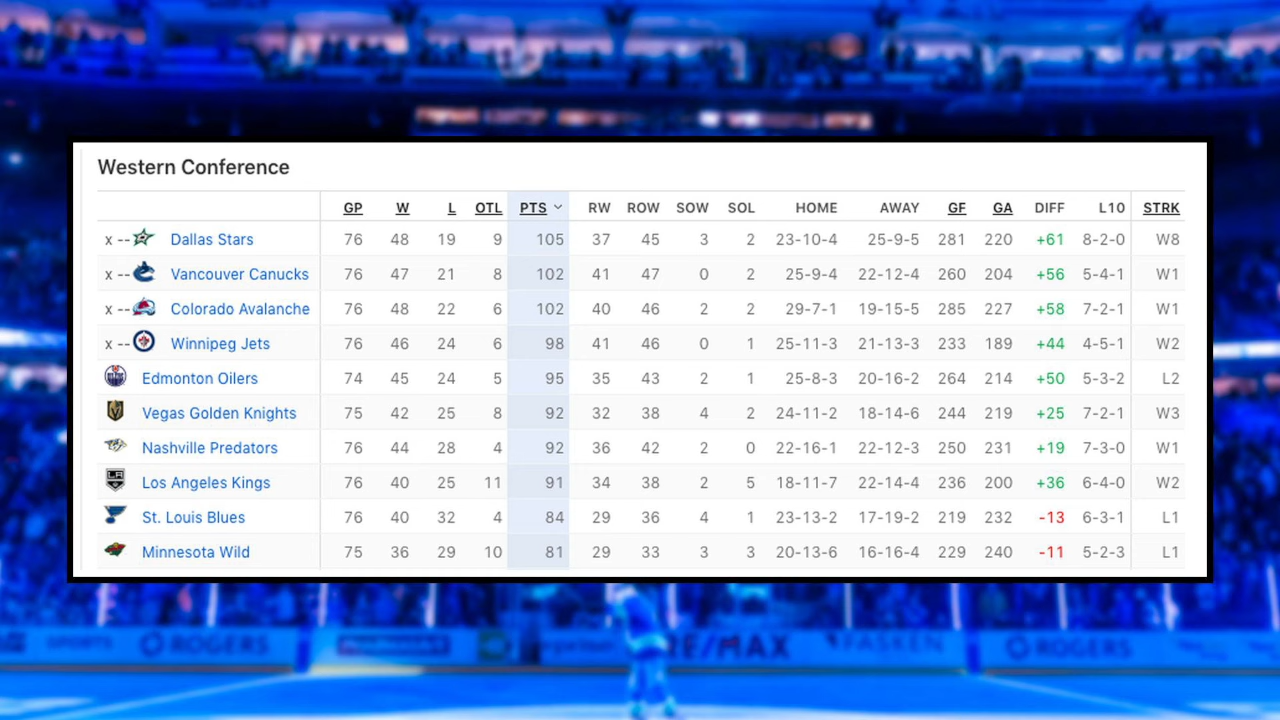 Western Conference
GP W L OTL PTS RW ROW SOW SOL HOME AWAY GF GA DIFF L10 STRK
x -- Dallas Stars 76 48 19 9 105 37 45 3 2 23-10-4 25-9-5 281 220 +61 8-2-0 W8
x -- Vancouver Canucks 76 47 21 8 102 41 47 0 2 25-9-4 22-12-4 260 204 +56 5-4-1 W1
x -- Colorado Avalanche 76 48 22 6 102 40 46 2 2 29-7-1 19-15-5 285 227 +58 7-2-1 W1
x -- Winnipeg Jets 76 46 24 6 98 41 46 0 1 25-11-3 21-13-3 233 189 +44 4-5-1 W2
Edmonton Oilers 74 45 24 5 95 35 43 2 1 25-8-3 20-16-2 264 214 +50 5-3-2 L2
Vegas Golden Knights 75 42 25 8 92 32 38 4 2 24-11-2 18-14-6 244 219 +25 7-2-1 W3
Nashville Predators 76 44 28 4 92 36 42 2 0 22-16-1 22-12-3 250 231 +19 7-3-0 W1
Los Angeles Kings 76 40 25 11 91 34 38 2 5 18-11-7 22-14-4 236 200 +36 6-4-0 W2
St. Louis Blues 76 40 32 4 84 29 36 4 1 23-13-2 17-19-2 219 232 -13 6-3-1 L1
Minnesota Wild 75 36 29 10 81 29 33 3 3 20-13-6 16-16-4 229 240 -11 5-2-3 L1
SPORTS ROGERS RE/MAX FASKEN ROGERS